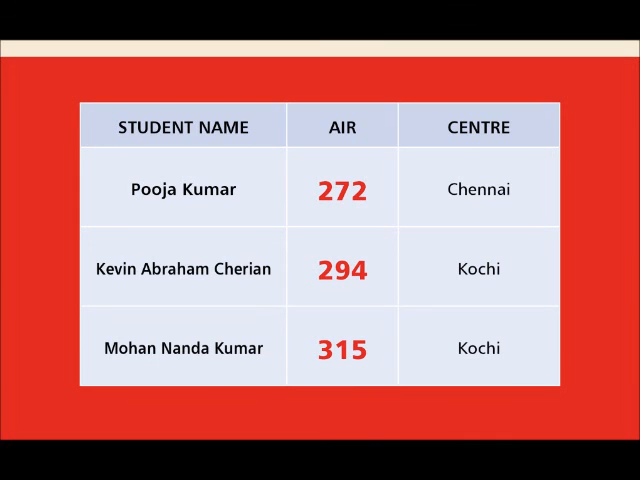 STUDENT NAME AIR CENTRE
Pooja Kumar 272 Chennai
Kevin Abraham Cherian 294 Kochi
Mohan Nanda Kumar 315 Kochi